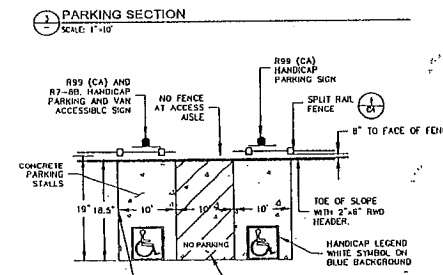 3
PARKING SECTION
SCALE: 1"=10'
R99 (CA) AND
R7-8B, HANDICAP
PARKING AND VAN
ACCESSIBLE SIGN
NO FENCE
AT ACCESS
AISLE
R99 (CA)
HANDICAP
PARKING SIGN
SPLIT RAIL
FENCE
8" TO FACE OF FEN
CONCRETE
PARKING
STALLS
19' 18.5'
10' 10' 10'
NO PARKING
TOE OF SLOPE
WITH 2"x6" RWD
HEADER.
HANDICAP LEGEND
WHITE SYMBOL ON
BLUE BACKGROUND